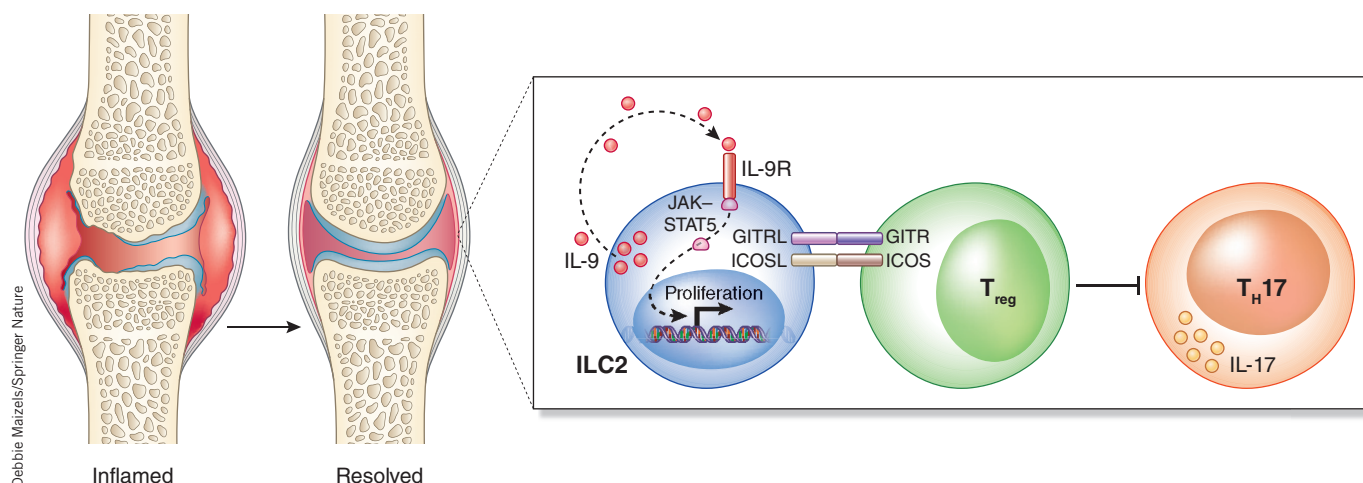 Debbie Maizels/Springer Nature
Inflamed
Resolved
IL-9
IL-9R
JAK–
STAT5
GITRL
GITR
ICOSL
ICOS
Proliferation
ILC2
Treg
TH17
IL-17